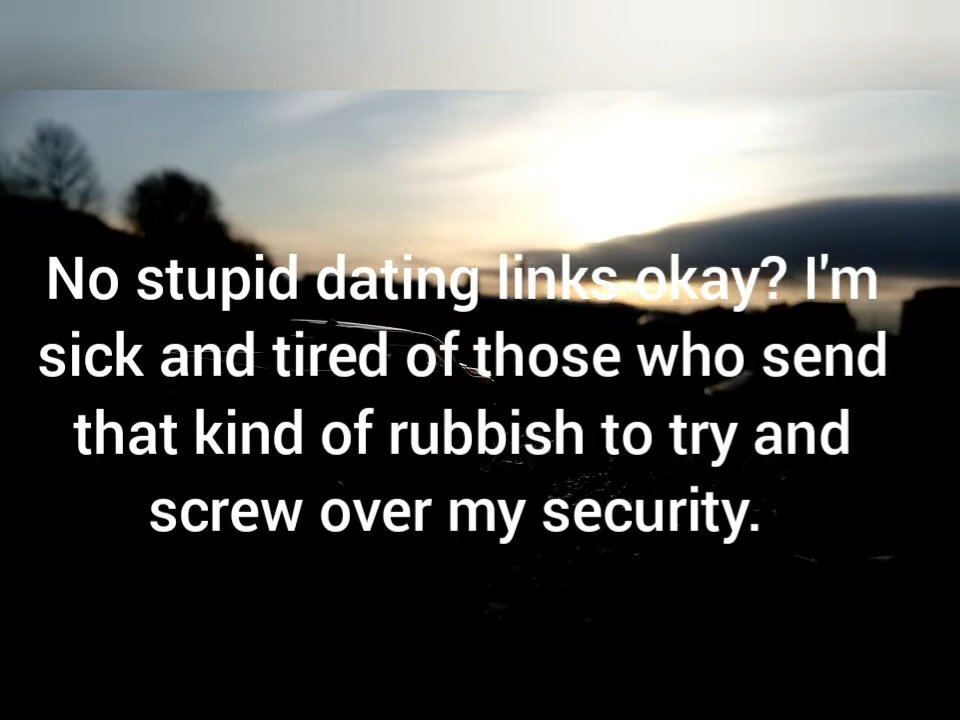 No stupid dating links okay? I'm
sick and tired of those who send
that kind of rubbish to try and
screw over my security.